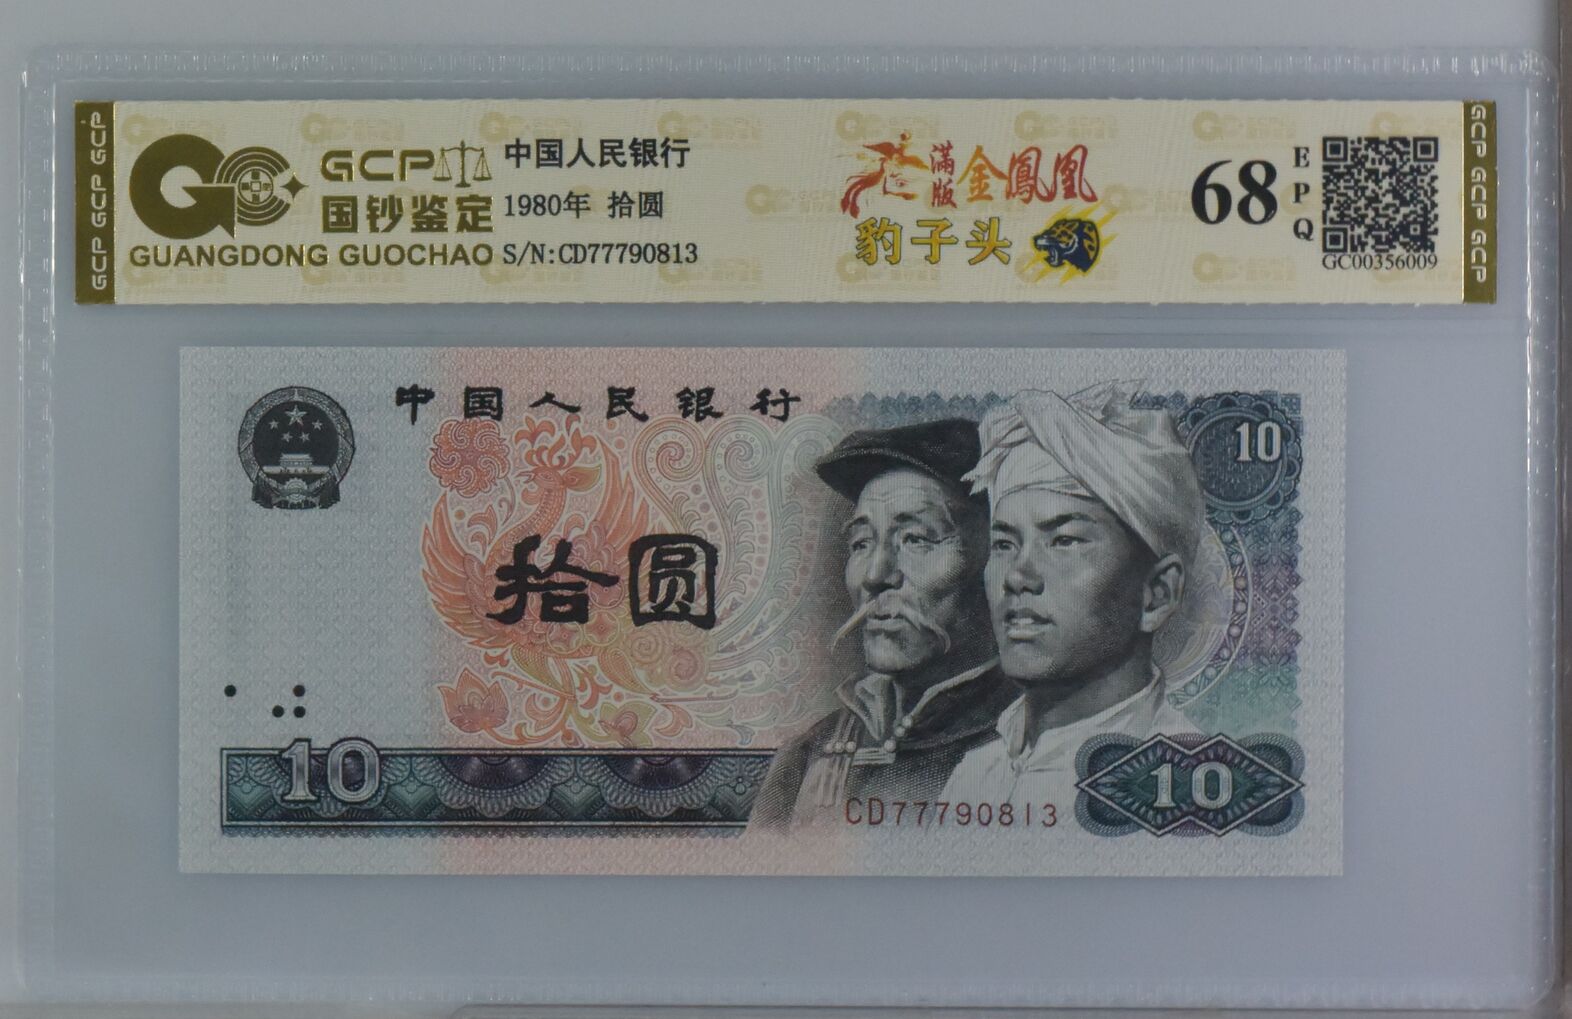 GCP GCP GCP
GCP
国钞鉴定
GUANGDONG GUOCHAO
中国人民银行
1980年 拾圆
S/N:CD77790813
满版
金鳳凰
豹子头
68
EPQ
GC00356009
GCP GCP GCP
中国人民银行
10
拾圆
10
CD77790813
10